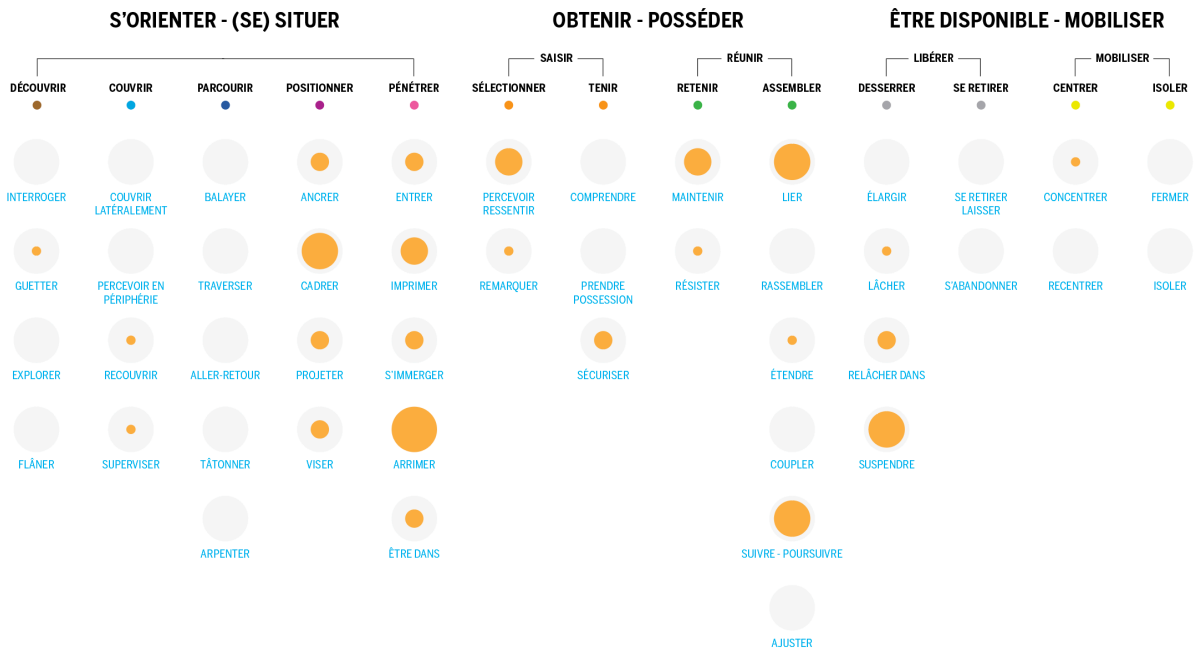 S’ORIENTER - (SE) SITUER
OBTENIR - POSSÉDER
ÊTRE DISPONIBLE - MOBILISER
SAISIR
RÉUNIR
LIBÉRER
MOBILISER
DÉCOUVRIR
COUVRIR
PARCOURIR
POSITIONNER
PÉNÉTRER
SÉLECTIONNER
TENIR
RETENIR
ASSEMBLER
DESSERRER
SE RETIRER
CENTRER
ISOLER
INTERROGER
COUVRIR
LATÉRALEMENT
BALAYER
ANCRER
ENTRER
PERCEVOIR
RESSENTIR
COMPRENDRE
MAINTENIR
LIER
ÉLARGIR
SE RETIRER
LAISSER
CONCENTRER
FERMER
GUETTER
PERCEVOIR EN
PÉRIPHÉRIE
TRAVERSER
CADRER
IMPRIMER
REMARQUER
PRENDRE
POSSESSION
RÉSISTER
RASSEMBLER
LÂCHER
S’ABANDONNER
RECENTRER
ISOLER
EXPLORER
RECOUVRIR
ALLER-RETOUR
PROJETER
S’IMMERGER
SÉCURISER
ÉTENDRE
RELÂCHER DANS
FLÂNER
SUPERVISER
TÂTONNER
VISER
ARRIMER
COUPLER
SUSPENDRE
ARPENTER
ÊTRE DANS
SUIVRE - POURSUIVRE
AJUSTER